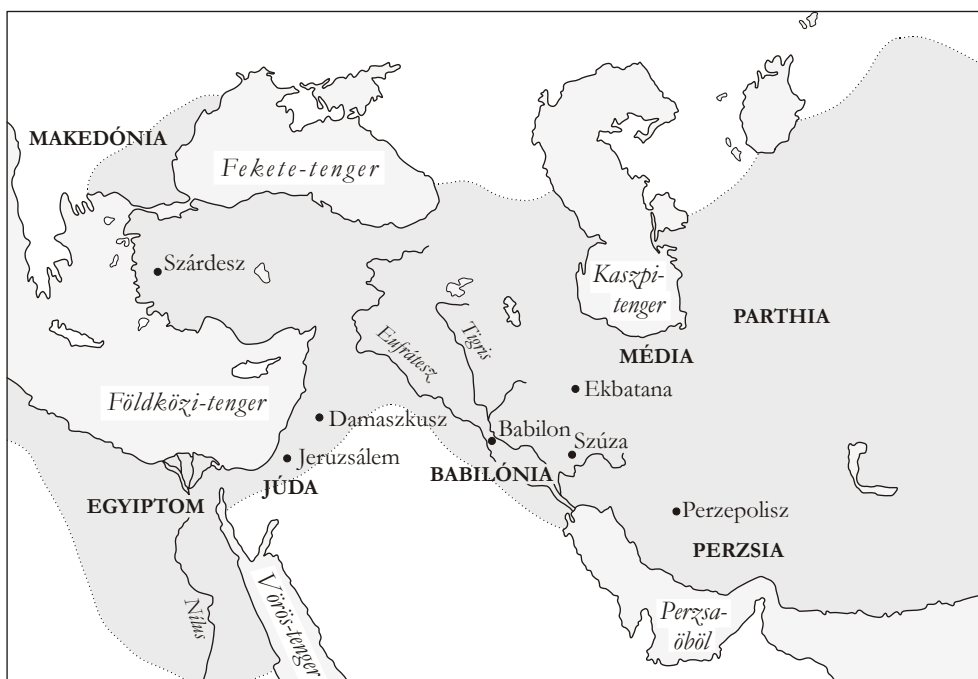 MAKEDÓNIA
Fekete-tenger
Szárdesz
Kaszpi-
tenger
PARTHIA
MÉDIA
Eufrátesz
Tigris
Ekbatana
Földközi-tenger
Damaszkusz
Babilon
Szúza
Jeruzsálem
BABILÓNIA
JÚDA
EGYIPTOM
Perzepolisz
PERZSIA
Nílus
Vörös-tenger
Perzsa-
öböl